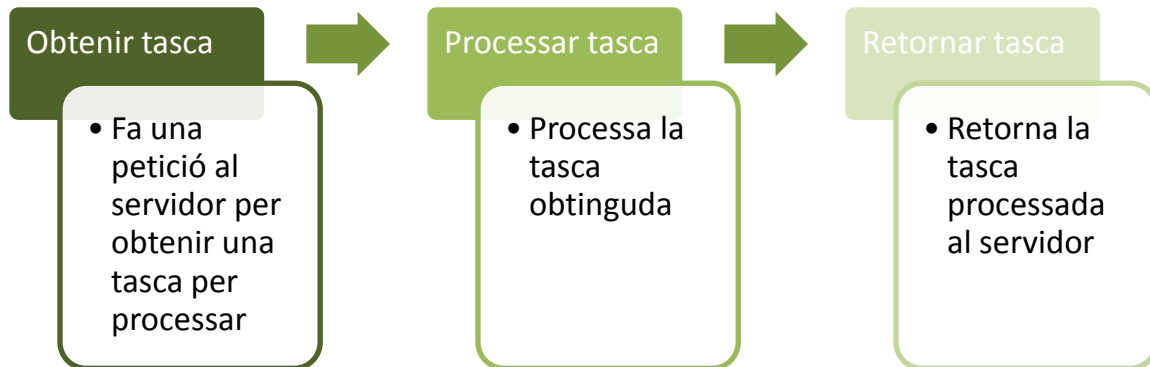 Obtenir tasca
• Fa una
petició al
servidor per
obtenir una
tasca per
processar
Processar tasca
• Processa la
tasca
obtinguda
Retornar tasca
• Retorna la
tasca
processada
al servidor